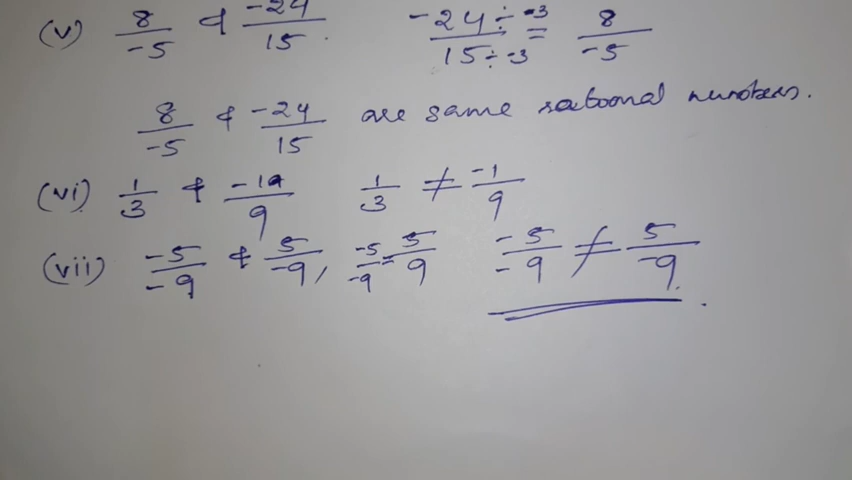 (v) 8/-5 & -24/15. -24÷-3/15÷-3 = 8/-5
8/-5 & -24/15 are same rational numbers.
(vi) 1/3 & -1/9 1/3 ≠ -1/9
(vii) -5/-9 & 5/-9, -5/-9 = 5/9 -5/-9 ≠ 5/-9.